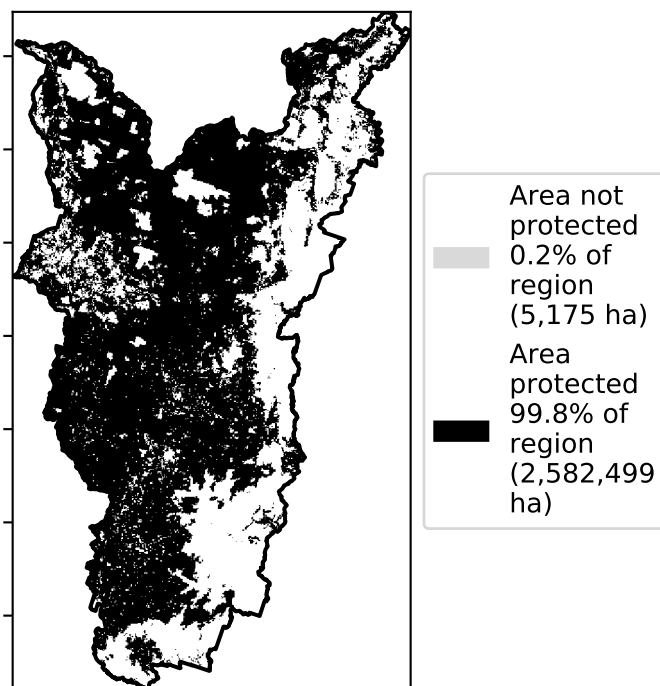 Area not
protected
0.2% of
region
(5,175 ha)
Area
protected
99.8% of
region
(2,582,499
ha)